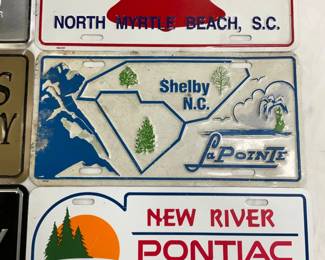 NORTH MYRTLE BEACH, S.C.
Shelby
N.C.
LaPointe
NEW RIVER
PONTIAC